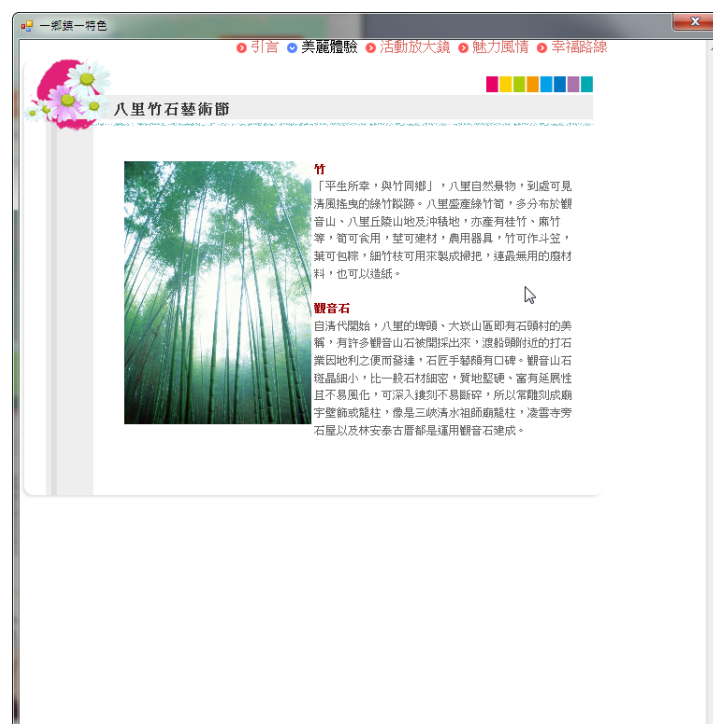 一鄉鎮一特色
引言 美麗體驗 活動放大鏡 魅力風情 幸福路線
八里竹石藝術節
竹
「平生所幸，與竹同鄉」，八里自然景物，到處可見
清風搖曳的綠竹蹤跡。八里盛產綠竹筍，多分布於觀
音山、八里丘陵山地及沖積地，亦產有桂竹、麻竹
等，筍可食用，莖可建材，農用器具，竹可作斗笠，
葉可包粽，細竹枝可用來製成掃把，連最無用的廢材
料，也可以造紙。
觀音石
自清代開始，八里的埤頭、大崁山區即有石頭村的美
稱，有許多觀音山石被開採出來，渡船頭附近的打石
業因地利之便而發達，石匠手藝頗有口碑。觀音山石
斑晶細小，比一般石材細密，質地堅硬、富有延展性
且不易風化，可深入鏤刻不易斷碎，所以常雕刻成廟
宇壁飾或龍柱，像是三峽清水祖師廟龍柱，凌雲寺旁
石屋以及林安泰古厝都是運用觀音石建成。